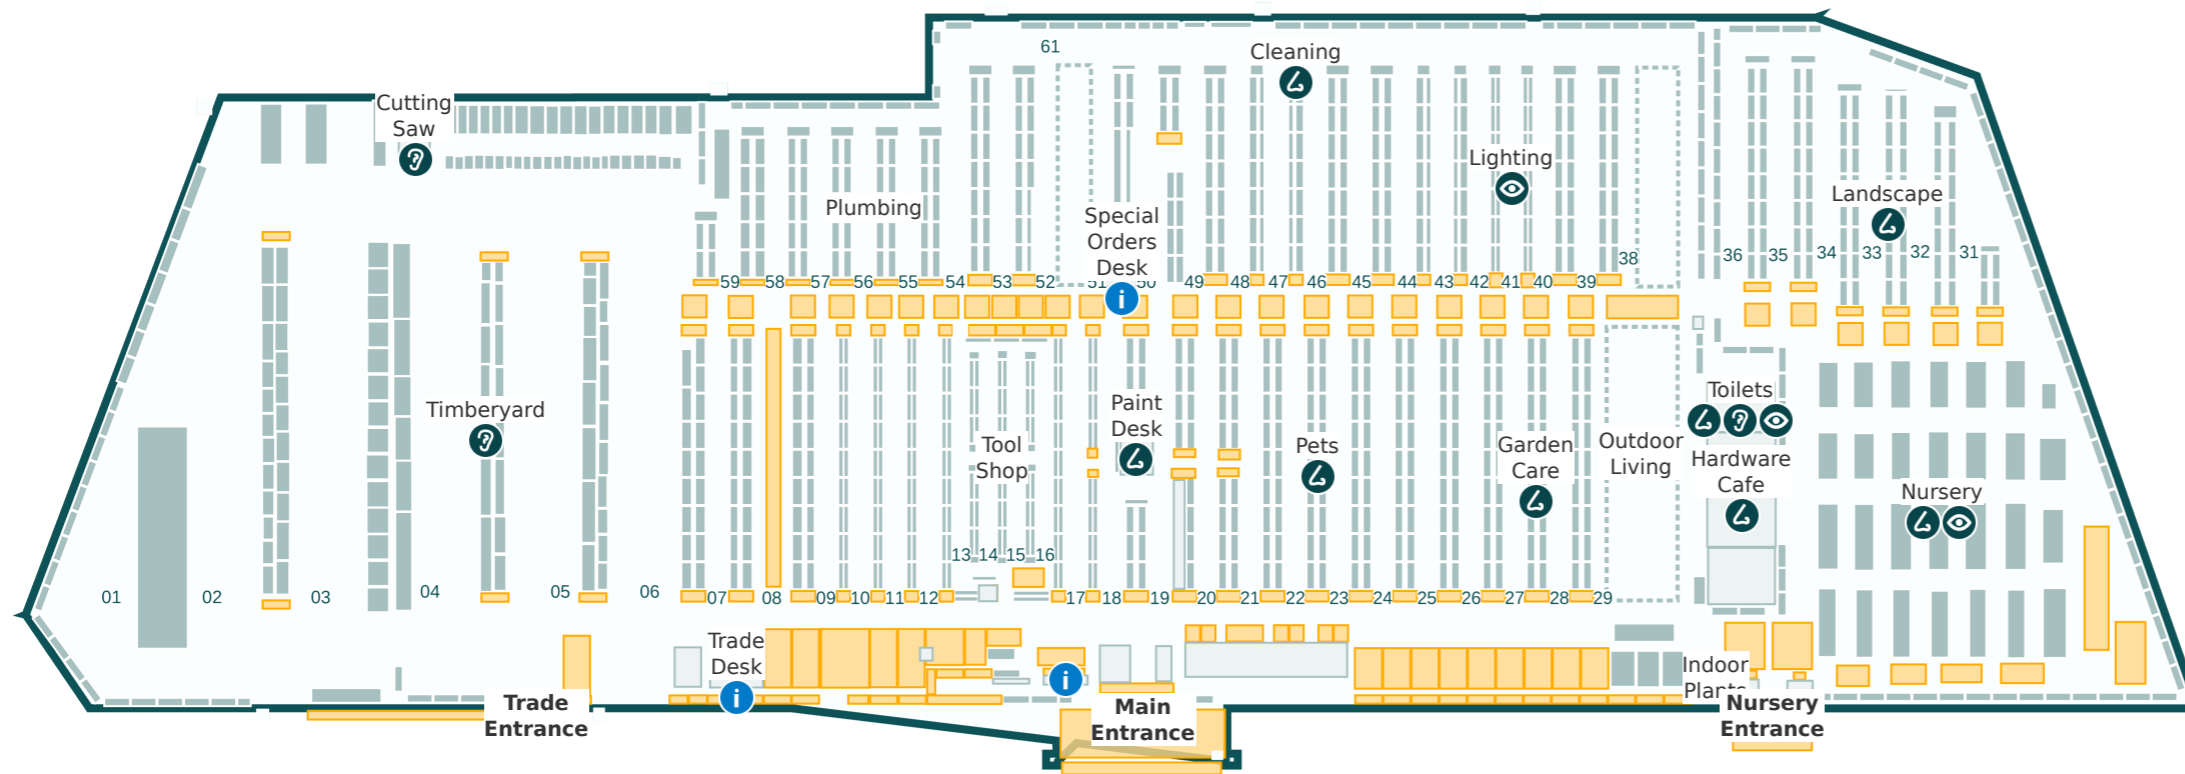 61
Cleaning
Cutting
Saw
Lighting
Plumbing
Landscape
Special
Orders
Desk
38
36
35
34
33
32
31
59
58
57
56
55
54
53
52
51
50
49
48
47
46
45
44
43
42
41
40
39
i
Timberyard
Tool
Shop
Paint
Desk
Pets
Garden
Care
Outdoor
Living
Toilets
Hardware
Cafe
Nursery
13
14
15
16
01
02
03
04
05
06
07
08
09
10
11
12
17
18
19
20
21
22
23
24
25
26
27
28
29
Trade
Desk
i
i
Indoor
Plants
Trade
Entrance
Main
Entrance
Nursery
Entrance